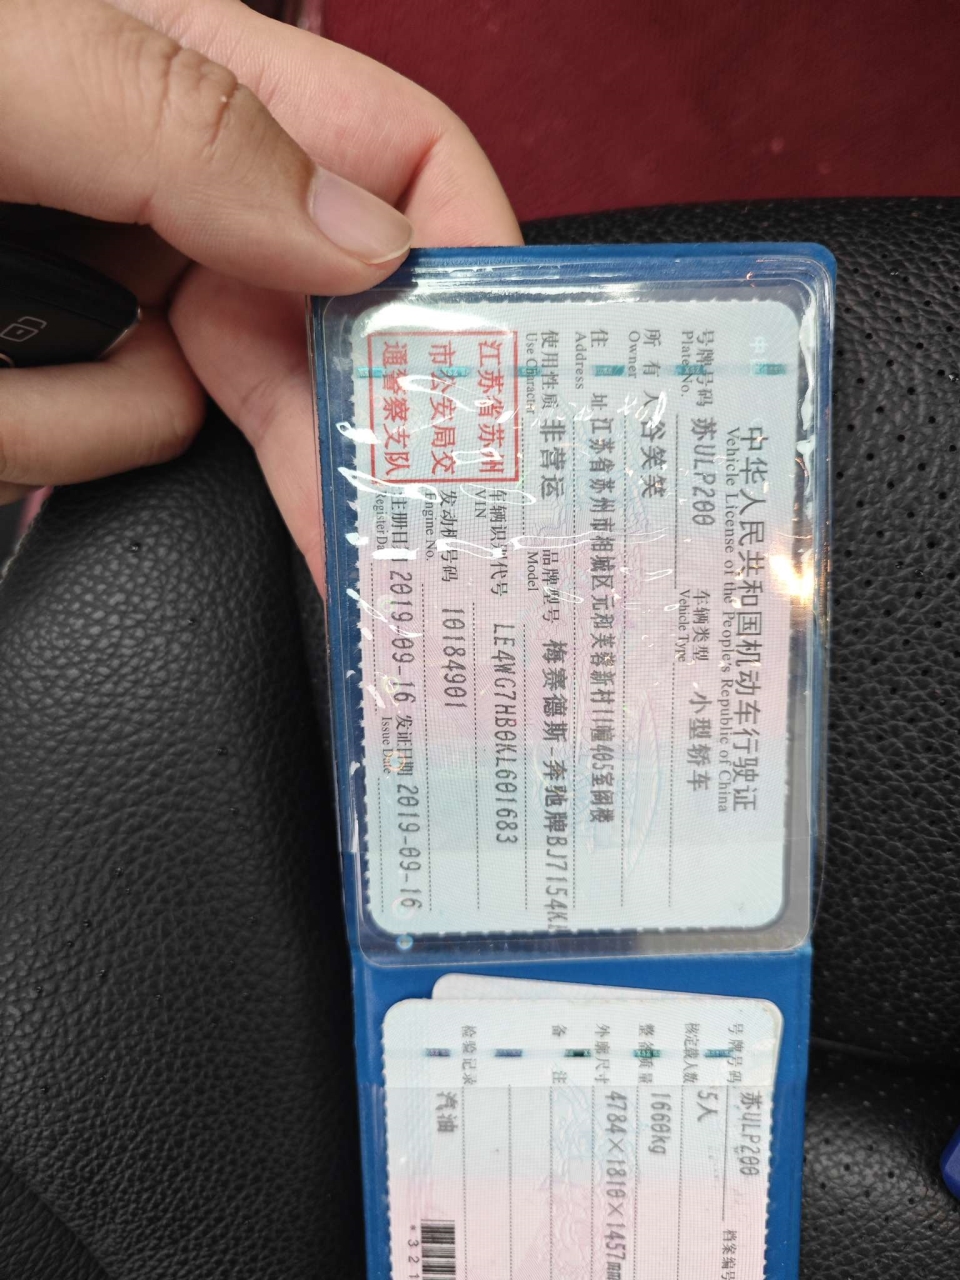 中华人民共和国机动车行驶证
Vehicle License of the People's Republic of China
号牌号码 苏ULP200 车辆类型 小型轿车
Plate No. Vehicle Type
所有人 谷笑笑
Owner
住址 江苏省苏州市相城区元和芙蓉新村11幢405室阁楼
Address
使用性质 非营运 品牌型号 梅赛德斯-奔驰牌BJ7154K
Use Character Model
江苏省苏州
市公安局交
通警察支队
车辆识别代号 LE4WG7HB0KL601683
VIN
发动机号码 10184901
Engine No.
注册日 2019-09-16 发证日期 2019-09-16
Register D Issue Date
号牌号码 苏ULP200 档案编号
核定载人数 5人
整备质量 1660kg
外廓尺寸 4784×1810×1457mm
备注
检验记录 汽油
*321